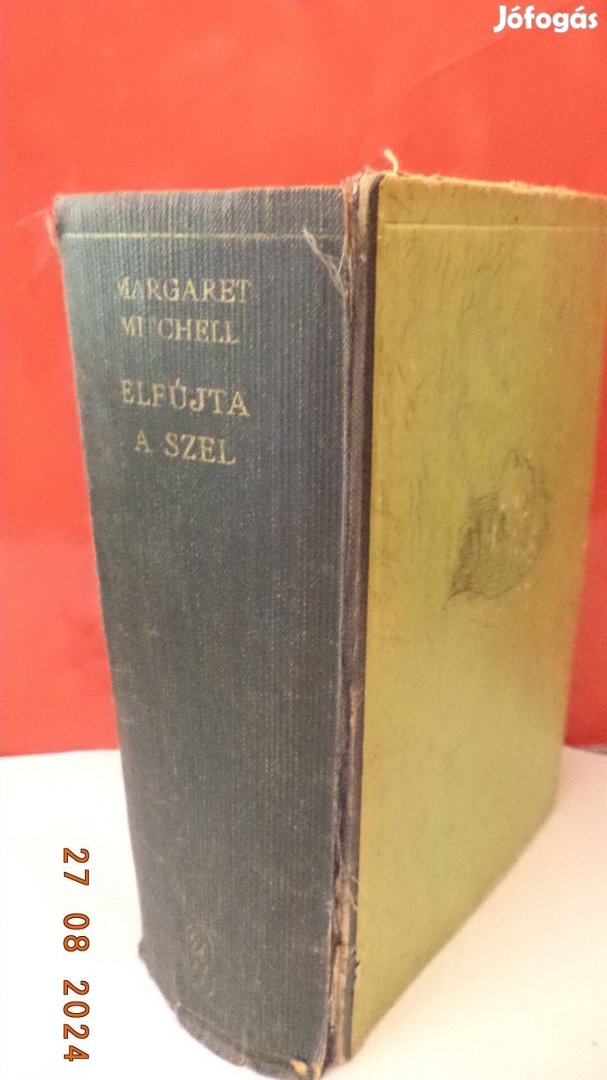 Jófogás
MARGARET
MITCHELL
ELFÚJTA
A SZEL
27 08 2024